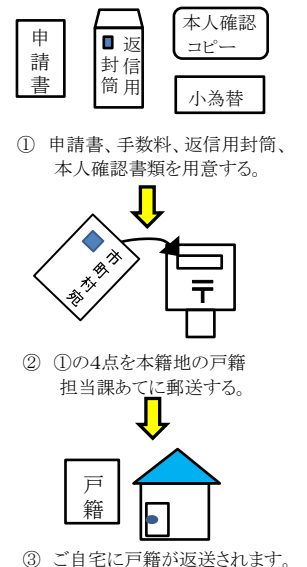 申請書
返信用封筒
本人確認
コピー
小為替
① 申請書、手数料、返信用封筒、
本人確認書類を用意する。
市町村宛
〒
② ①の4点を本籍地の戸籍
担当課あてに郵送する。
戸籍
③ ご自宅に戸籍が返送されます。